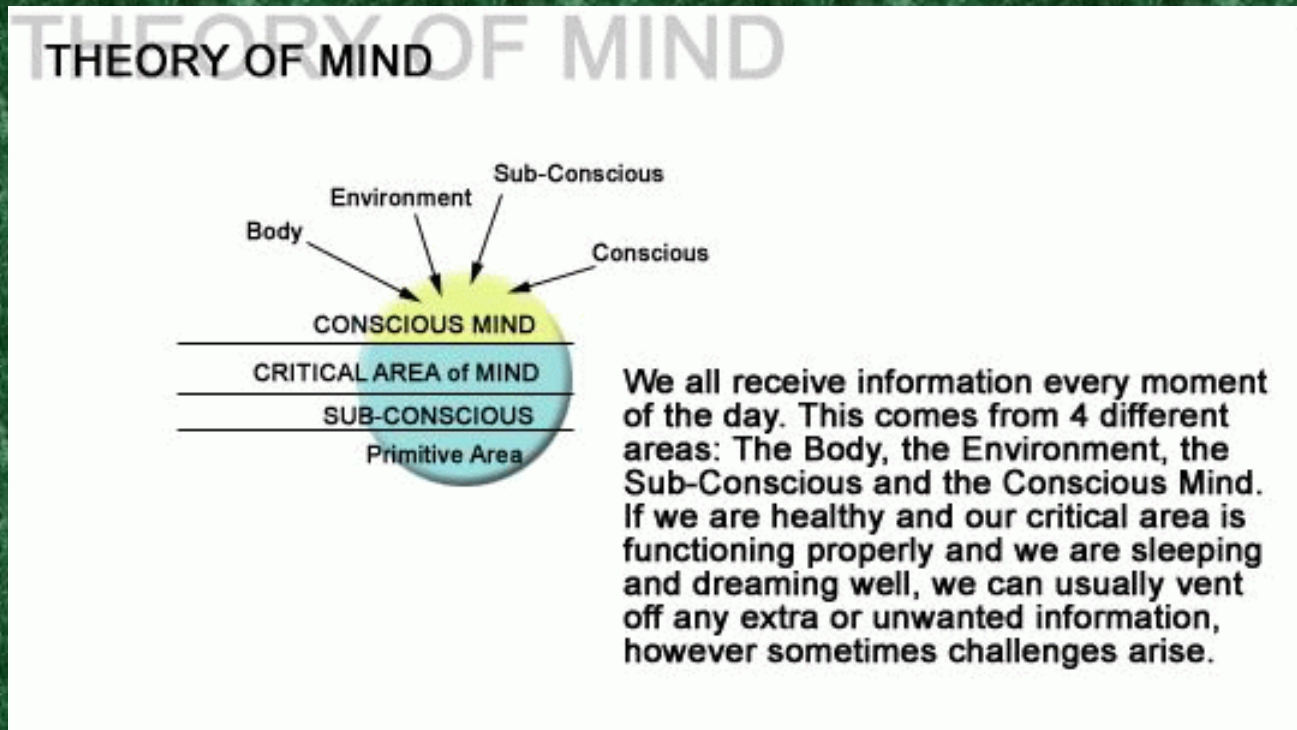 THEORY OF MIND
THEORY OF MIND
Sub-Conscious
Environment
Body
Conscious
CONSCIOUS MIND
CRITICAL AREA of MIND
SUB-CONSCIOUS
Primitive Area
We all receive information every moment
of the day. This comes from 4 different
areas: The Body, the Environment, the
Sub-Conscious and the Conscious Mind.
If we are healthy and our critical area is
functioning properly and we are sleeping
and dreaming well, we can usually vent
off any extra or unwanted information,
however sometimes challenges arise.